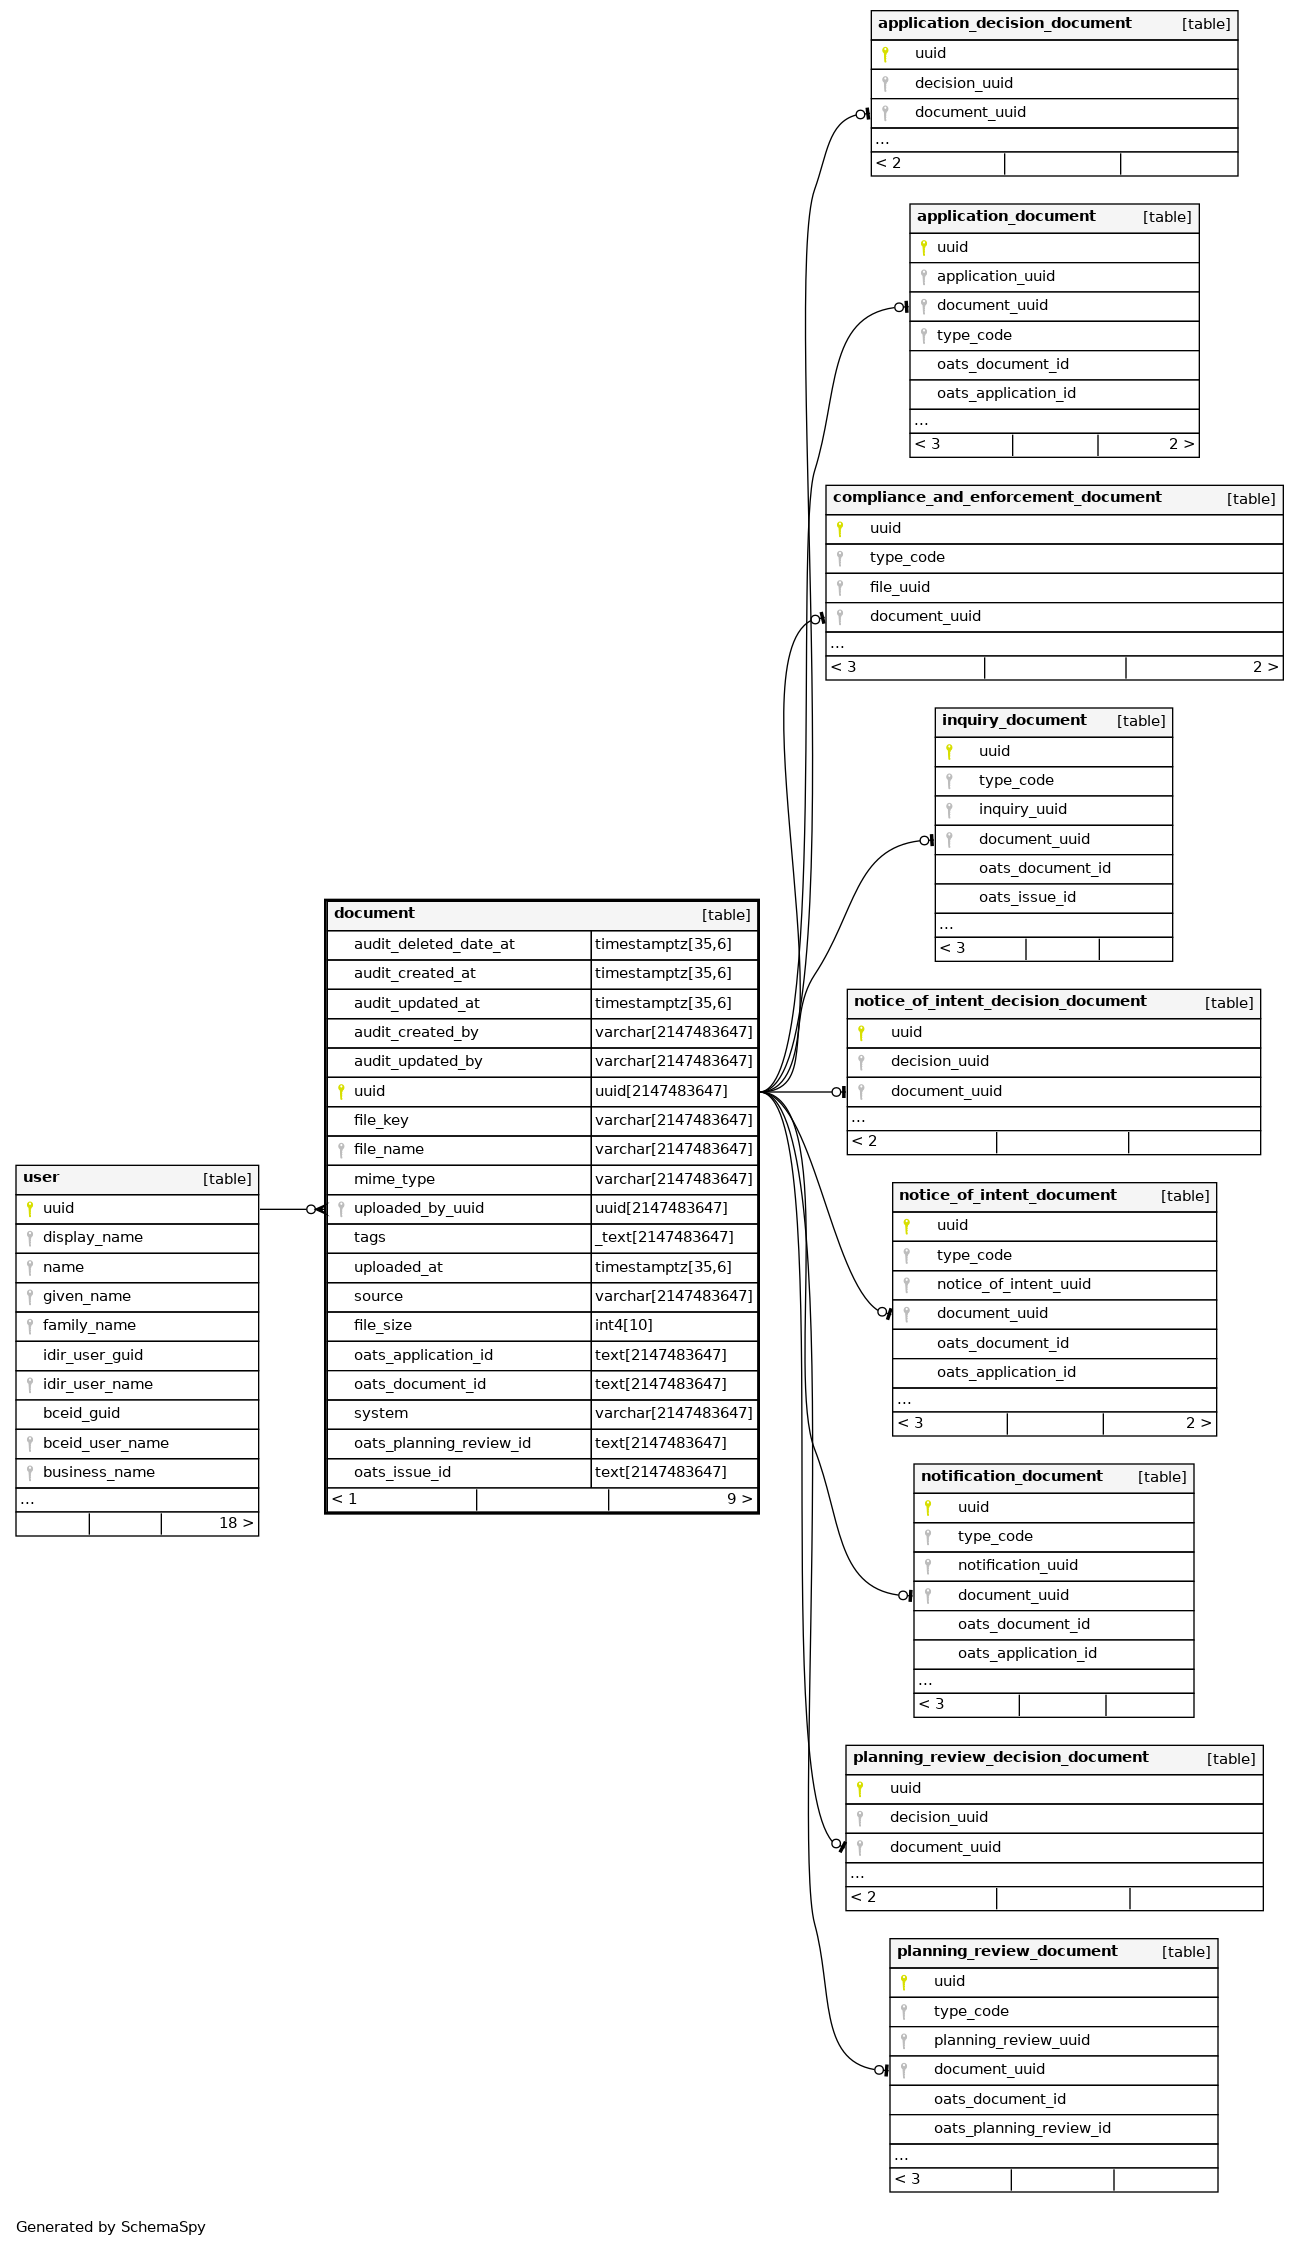 application_decision_document [table]
uuid
decision_uuid
document_uuid
...
< 2
application_document [table]
uuid
application_uuid
document_uuid
type_code
oats_document_id
oats_application_id
...
< 3 2 >
compliance_and_enforcement_document [table]
uuid
type_code
file_uuid
document_uuid
...
< 3 2 >
inquiry_document [table]
uuid
type_code
inquiry_uuid
document_uuid
oats_document_id
oats_issue_id
...
< 3
document [table]
audit_deleted_date_at timestamptz[35,6]
audit_created_at timestamptz[35,6]
audit_updated_at timestamptz[35,6]
audit_created_by varchar[2147483647]
audit_updated_by varchar[2147483647]
uuid uuid[2147483647]
file_key varchar[2147483647]
file_name varchar[2147483647]
mime_type varchar[2147483647]
uploaded_by_uuid uuid[2147483647]
tags _text[2147483647]
uploaded_at timestamptz[35,6]
source varchar[2147483647]
file_size int4[10]
oats_application_id text[2147483647]
oats_document_id text[2147483647]
system varchar[2147483647]
oats_planning_review_id text[2147483647]
oats_issue_id text[2147483647]
< 1 9 >
notice_of_intent_decision_document [table]
uuid
decision_uuid
document_uuid
...
< 2
user [table]
uuid
display_name
name
given_name
family_name
idir_user_guid
idir_user_name
bceid_guid
bceid_user_name
business_name
...
18 >
notice_of_intent_document [table]
uuid
type_code
notice_of_intent_uuid
document_uuid
oats_document_id
oats_application_id
...
< 3 2 >
notification_document [table]
uuid
type_code
notification_uuid
document_uuid
oats_document_id
oats_application_id
...
< 3
planning_review_decision_document [table]
uuid
decision_uuid
document_uuid
...
< 2
planning_review_document [table]
uuid
type_code
planning_review_uuid
document_uuid
oats_document_id
oats_planning_review_id
...
< 3
Generated by SchemaSpy